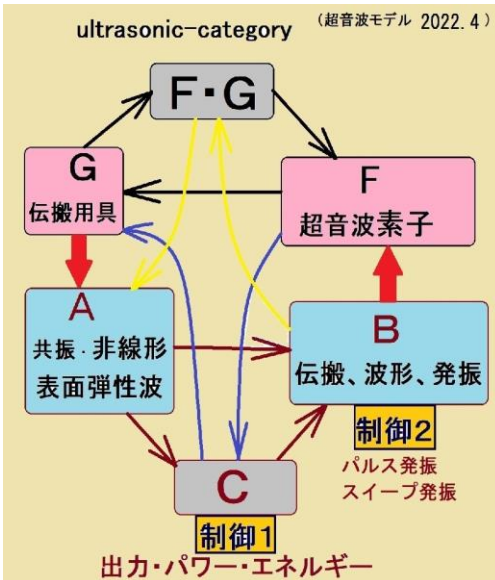 ultrasonic-category
(超音波モデル 2022.4)
F・G
G
伝搬用具
F
超音波素子
A
共振・非線形
表面弾性波
B
伝搬、波形、発振
制御2
パルス発振
スイープ発振
C
制御1
出力・パワー・エネルギー